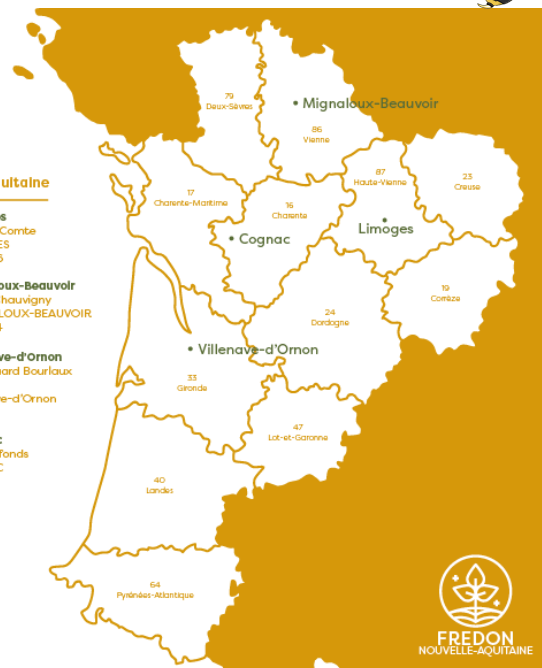 uitaine
s
Comte
ES
oux-Beauvoir
hauvigny
LOUX-BEAUVOIR
ve-d'Ornon
ard Bourlaux
ve-d'Ornon
:
fonds
C
79
Deux-Sèvres
• Mignaloux-Beauvoir
86
Vienne
87
Haute-Vienne
23
Creuse
17
Charente-Maritime
16
Charente
Limoges
• Cognac
19
Corrèze
24
Dordogne
• Villenave-d'Ornon
33
Gironde
47
Lot-et-Garonne
40
Landes
64
Pyrénées-Atlantique
FREDON
NOUVELLE-AQUITAINE